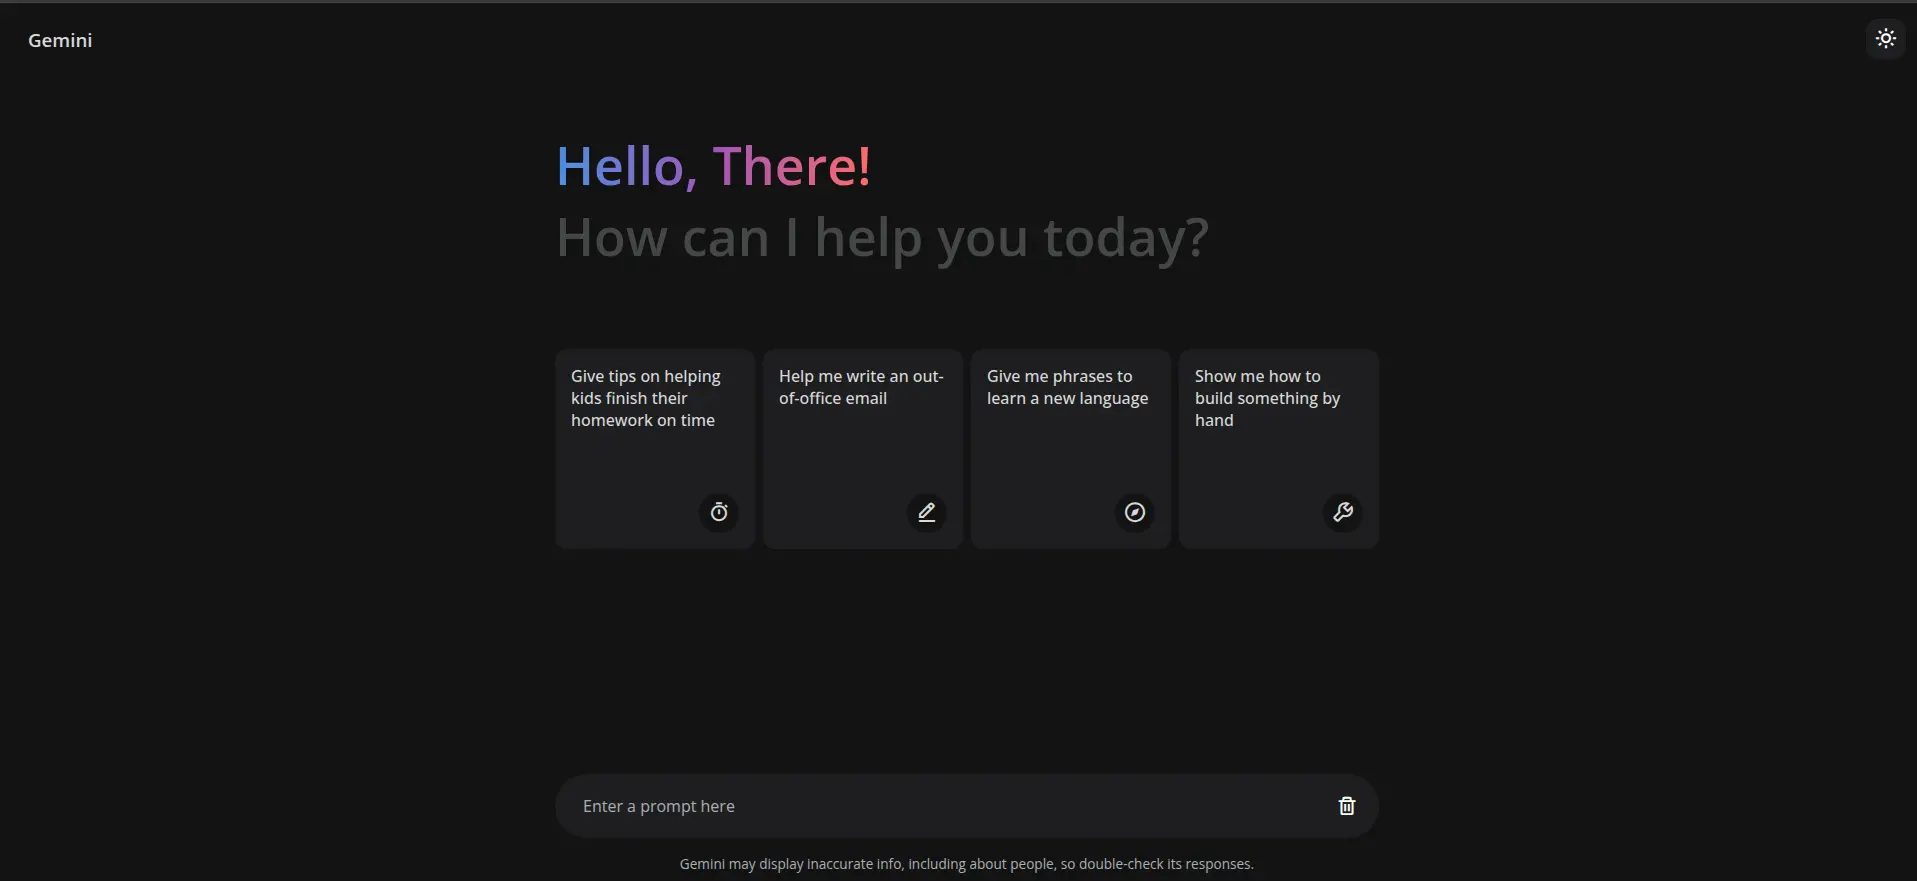 Gemini
Hello, There!
How can I help you today?
Give tips on helping
kids finish their
homework on time
Help me write an out-
of-office email
Give me phrases to
learn a new language
Show me how to
build something by
hand
Enter a prompt here
Gemini may display inaccurate info, including about people, so double-check its responses.